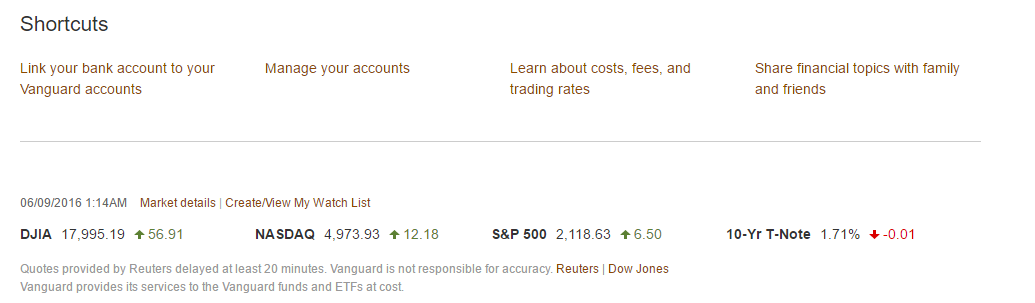 Shortcuts
Link your bank account to your
Vanguard accounts
Manage your accounts
Learn about costs, fees, and
trading rates
Share financial topics with family
and friends
06/09/2016 1:14AM Market details | Create/View My Watch List
DJIA 17,995.19 56.91 NASDAQ 4,973.93 12.18 S&P 500 2,118.63 6.50 10-Yr T-Note 1.71% -0.01
Quotes provided by Reuters delayed at least 20 minutes. Vanguard is not responsible for accuracy. Reuters | Dow Jones
Vanguard provides its services to the Vanguard funds and ETFs at cost.